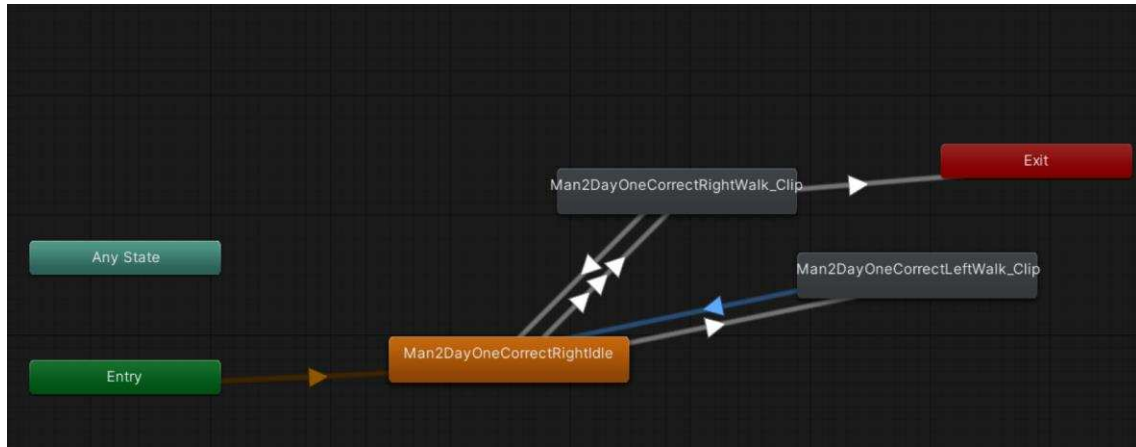 Exit
Man2DayOneCorrectRightWalk_Clip
Any State
Man2DayOneCorrectLeftWalk_Clip
Man2DayOneCorrectRightIdle
Entry